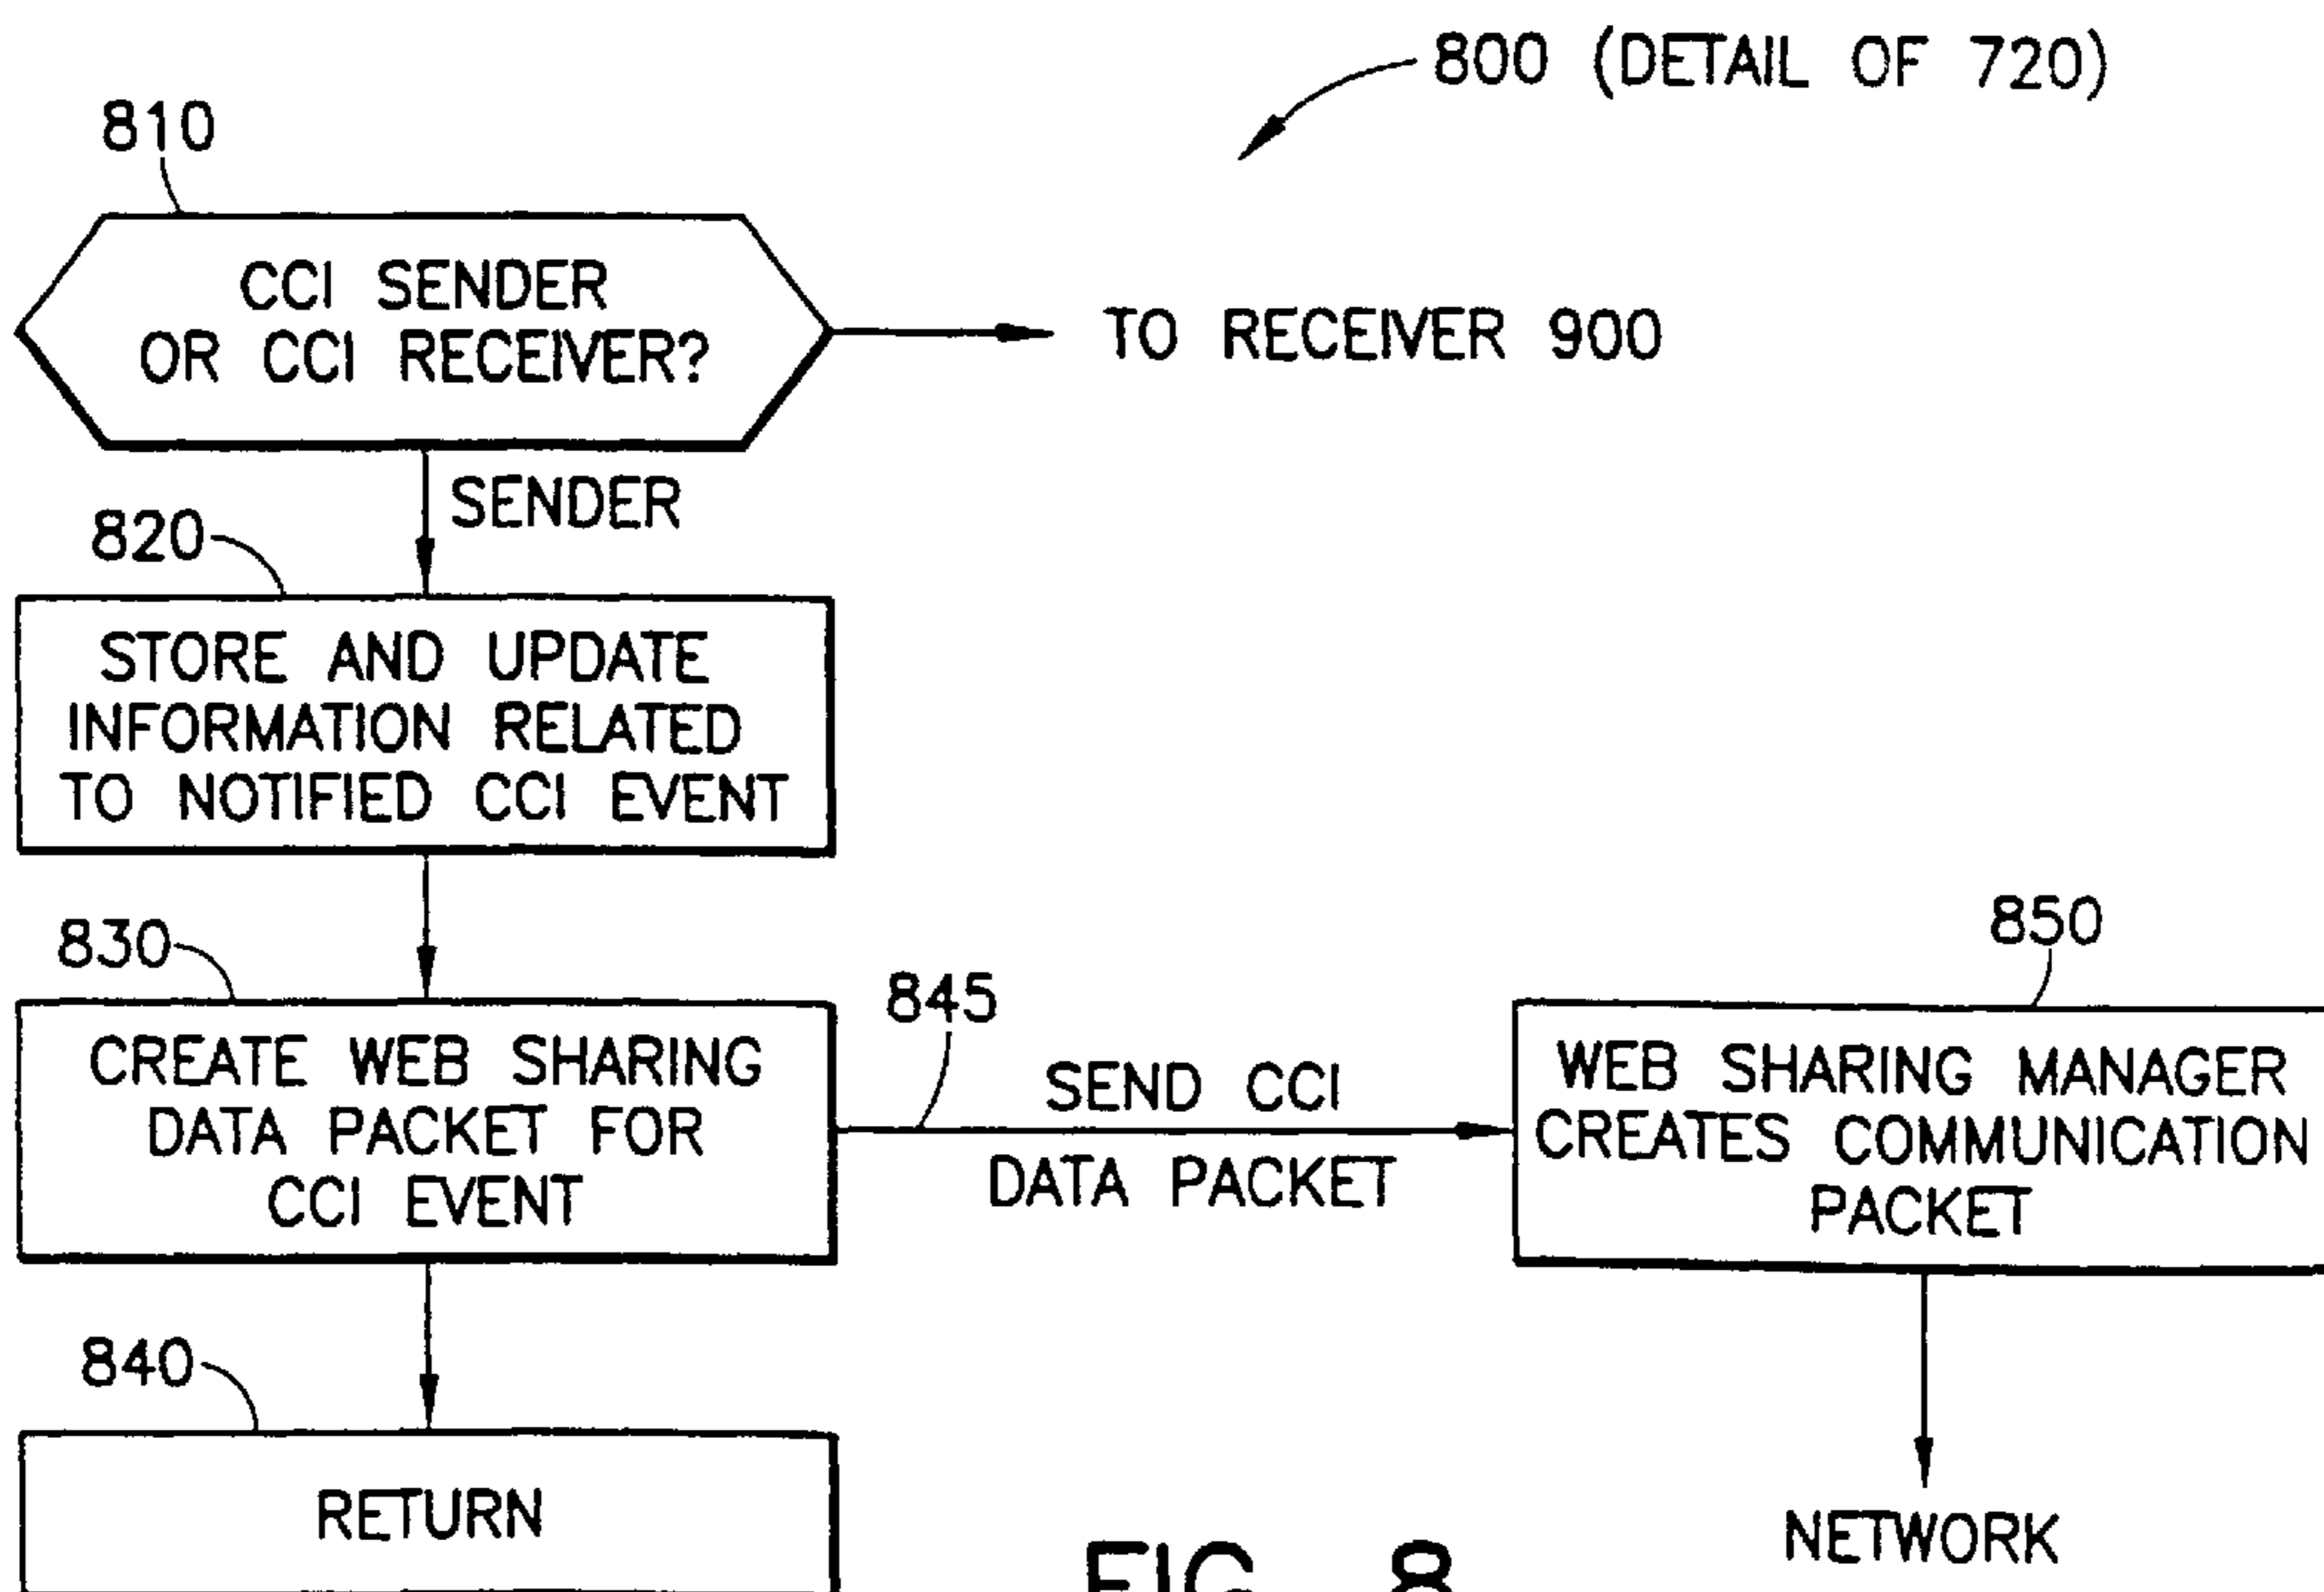 800 (DETAIL OF 720)
810
CCI SENDER
OR CCI RECEIVER?
TO RECEIVER 900
SENDER
820
STORE AND UPDATE
INFORMATION RELATED
TO NOTIFIED CCI EVENT
830
CREATE WEB SHARING
DATA PACKET FOR
CCI EVENT
845
SEND CCI
DATA PACKET
850
WEB SHARING MANAGER
CREATES COMMUNICATION
PACKET
840
RETURN
NETWORK
FIG. 8